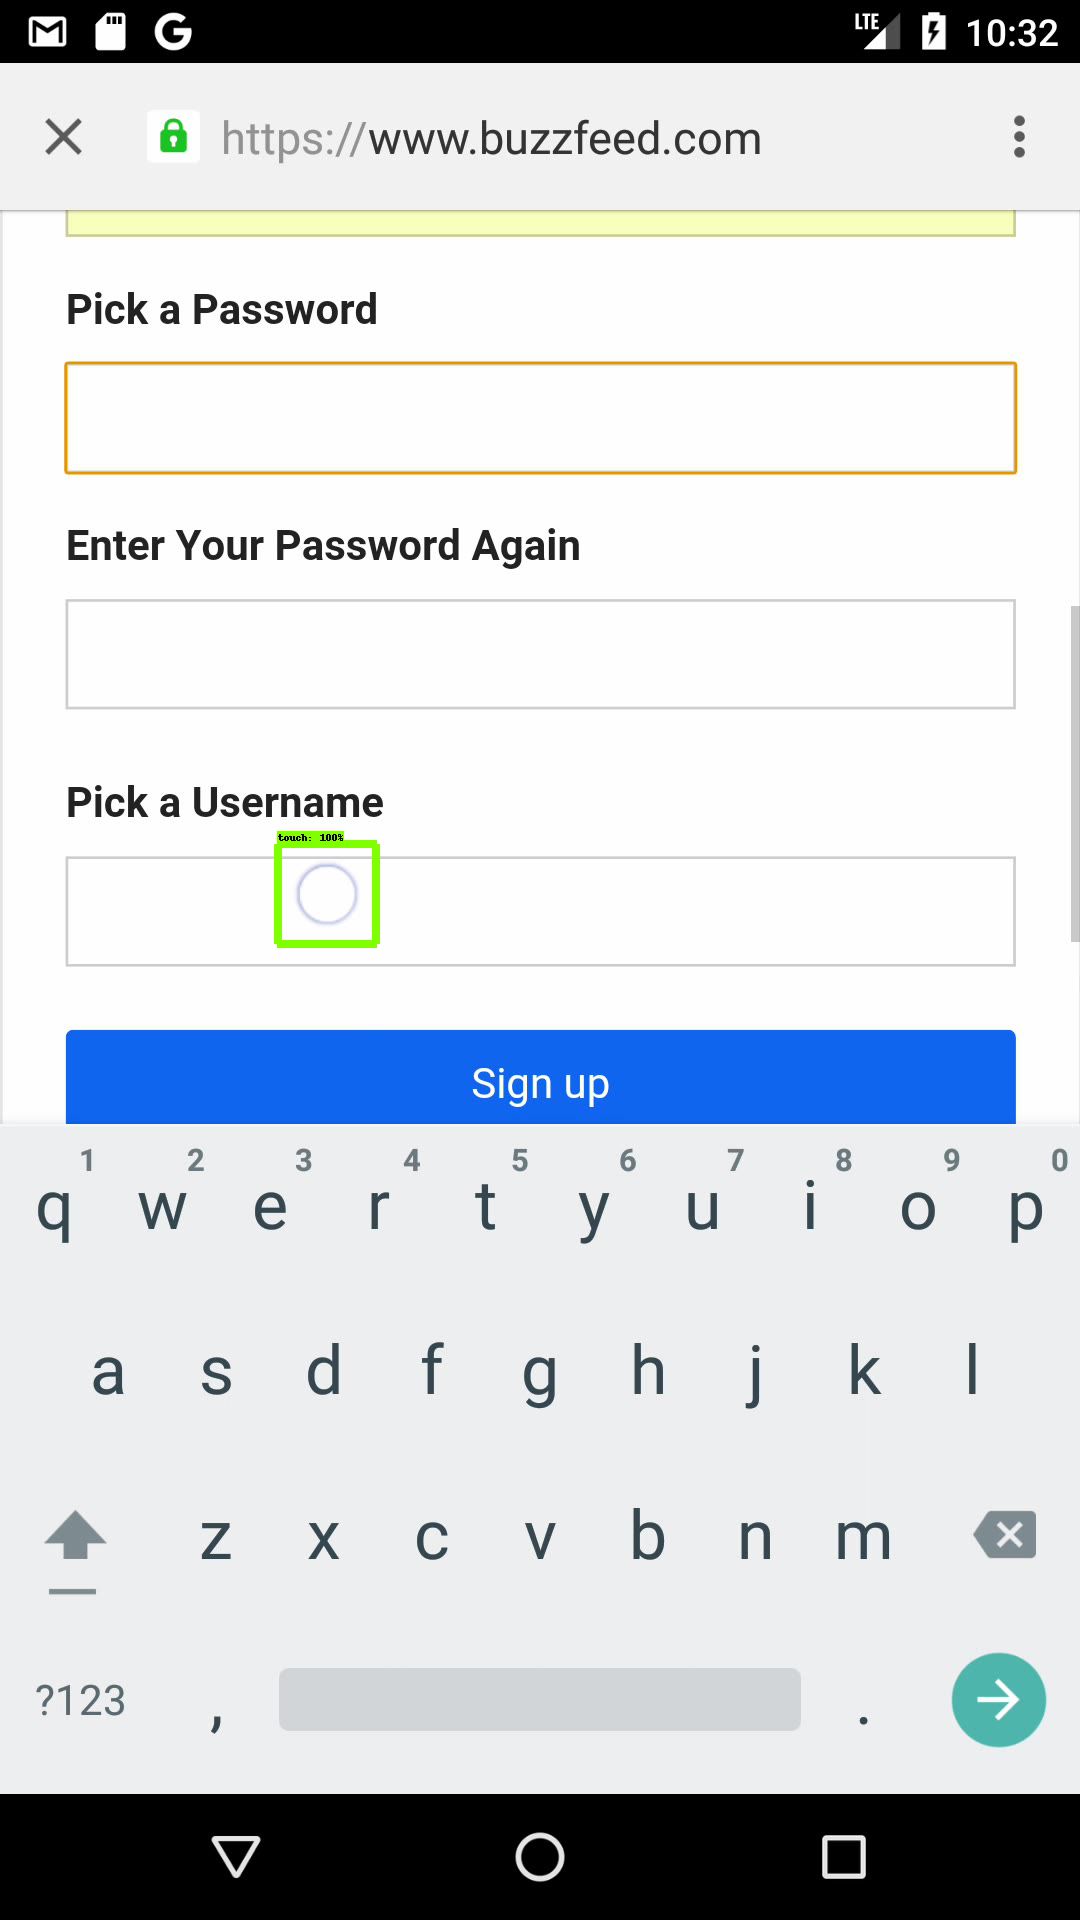 LTE 10:32
https://www.buzzfeed.com
Pick a Password
Enter Your Password Again
Pick a Username
touch: 100%
Sign up
1 2 3 4 5 6 7 8 9 0
q w e r t y u i o p
a s d f g h j k l
z x c v b n m
?123 , .